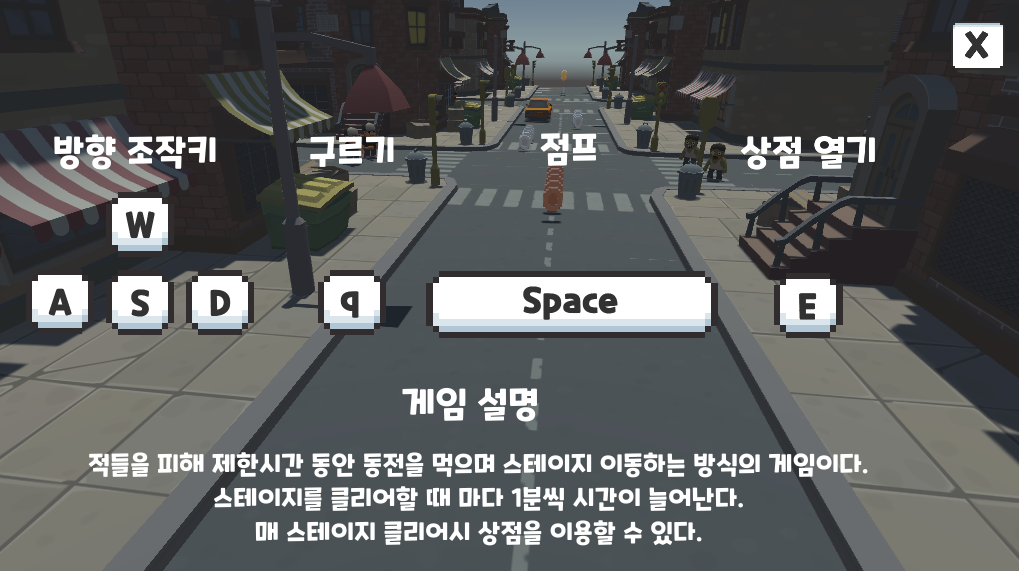 X
방향 조작키
구르기
점프
상점 열기
W
A
S
D
q
Space
E
게임 설명
적들을 피해 제한시간 동안 동전을 먹으며 스테이지 이동하는 방식의 게임이다.
스테이지를 클리어할 때 마다 1분씩 시간이 늘어난다.
매 스테이지 클리어시 상점을 이용할 수 있다.